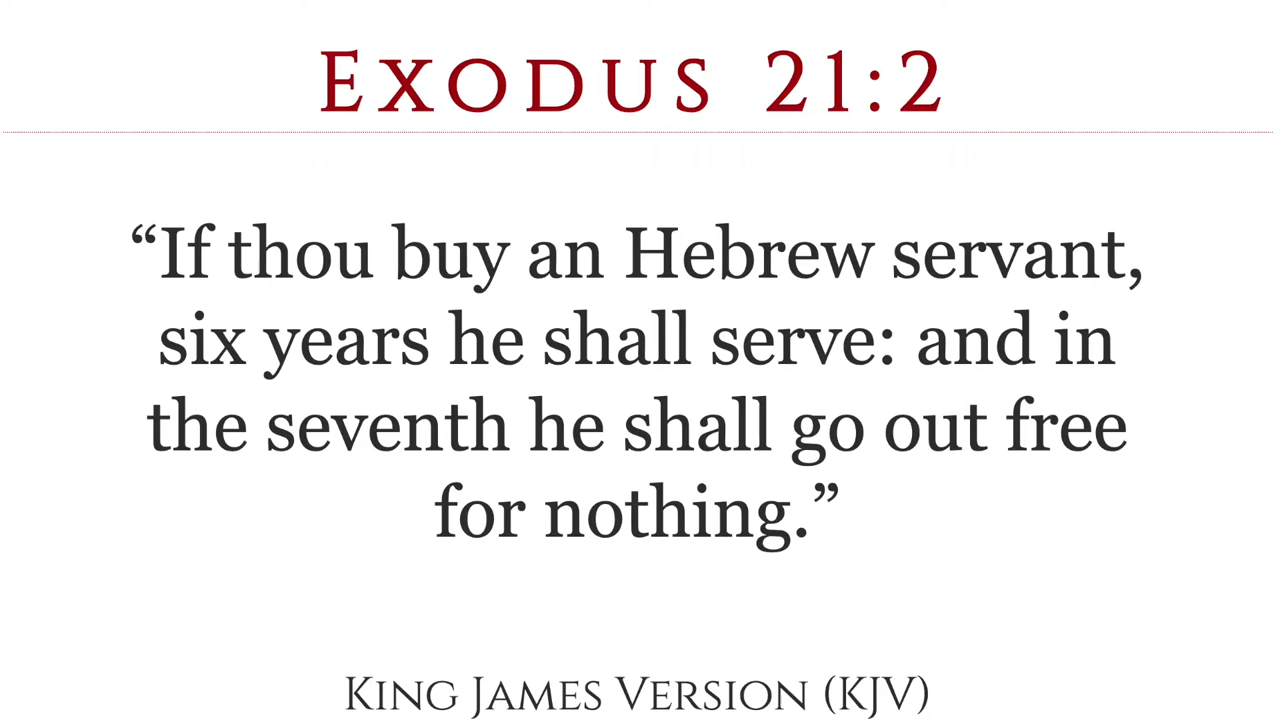 Exodus 21:2
“If thou buy an Hebrew servant,
six years he shall serve: and in
the seventh he shall go out free
for nothing.”
King James Version (KJV)